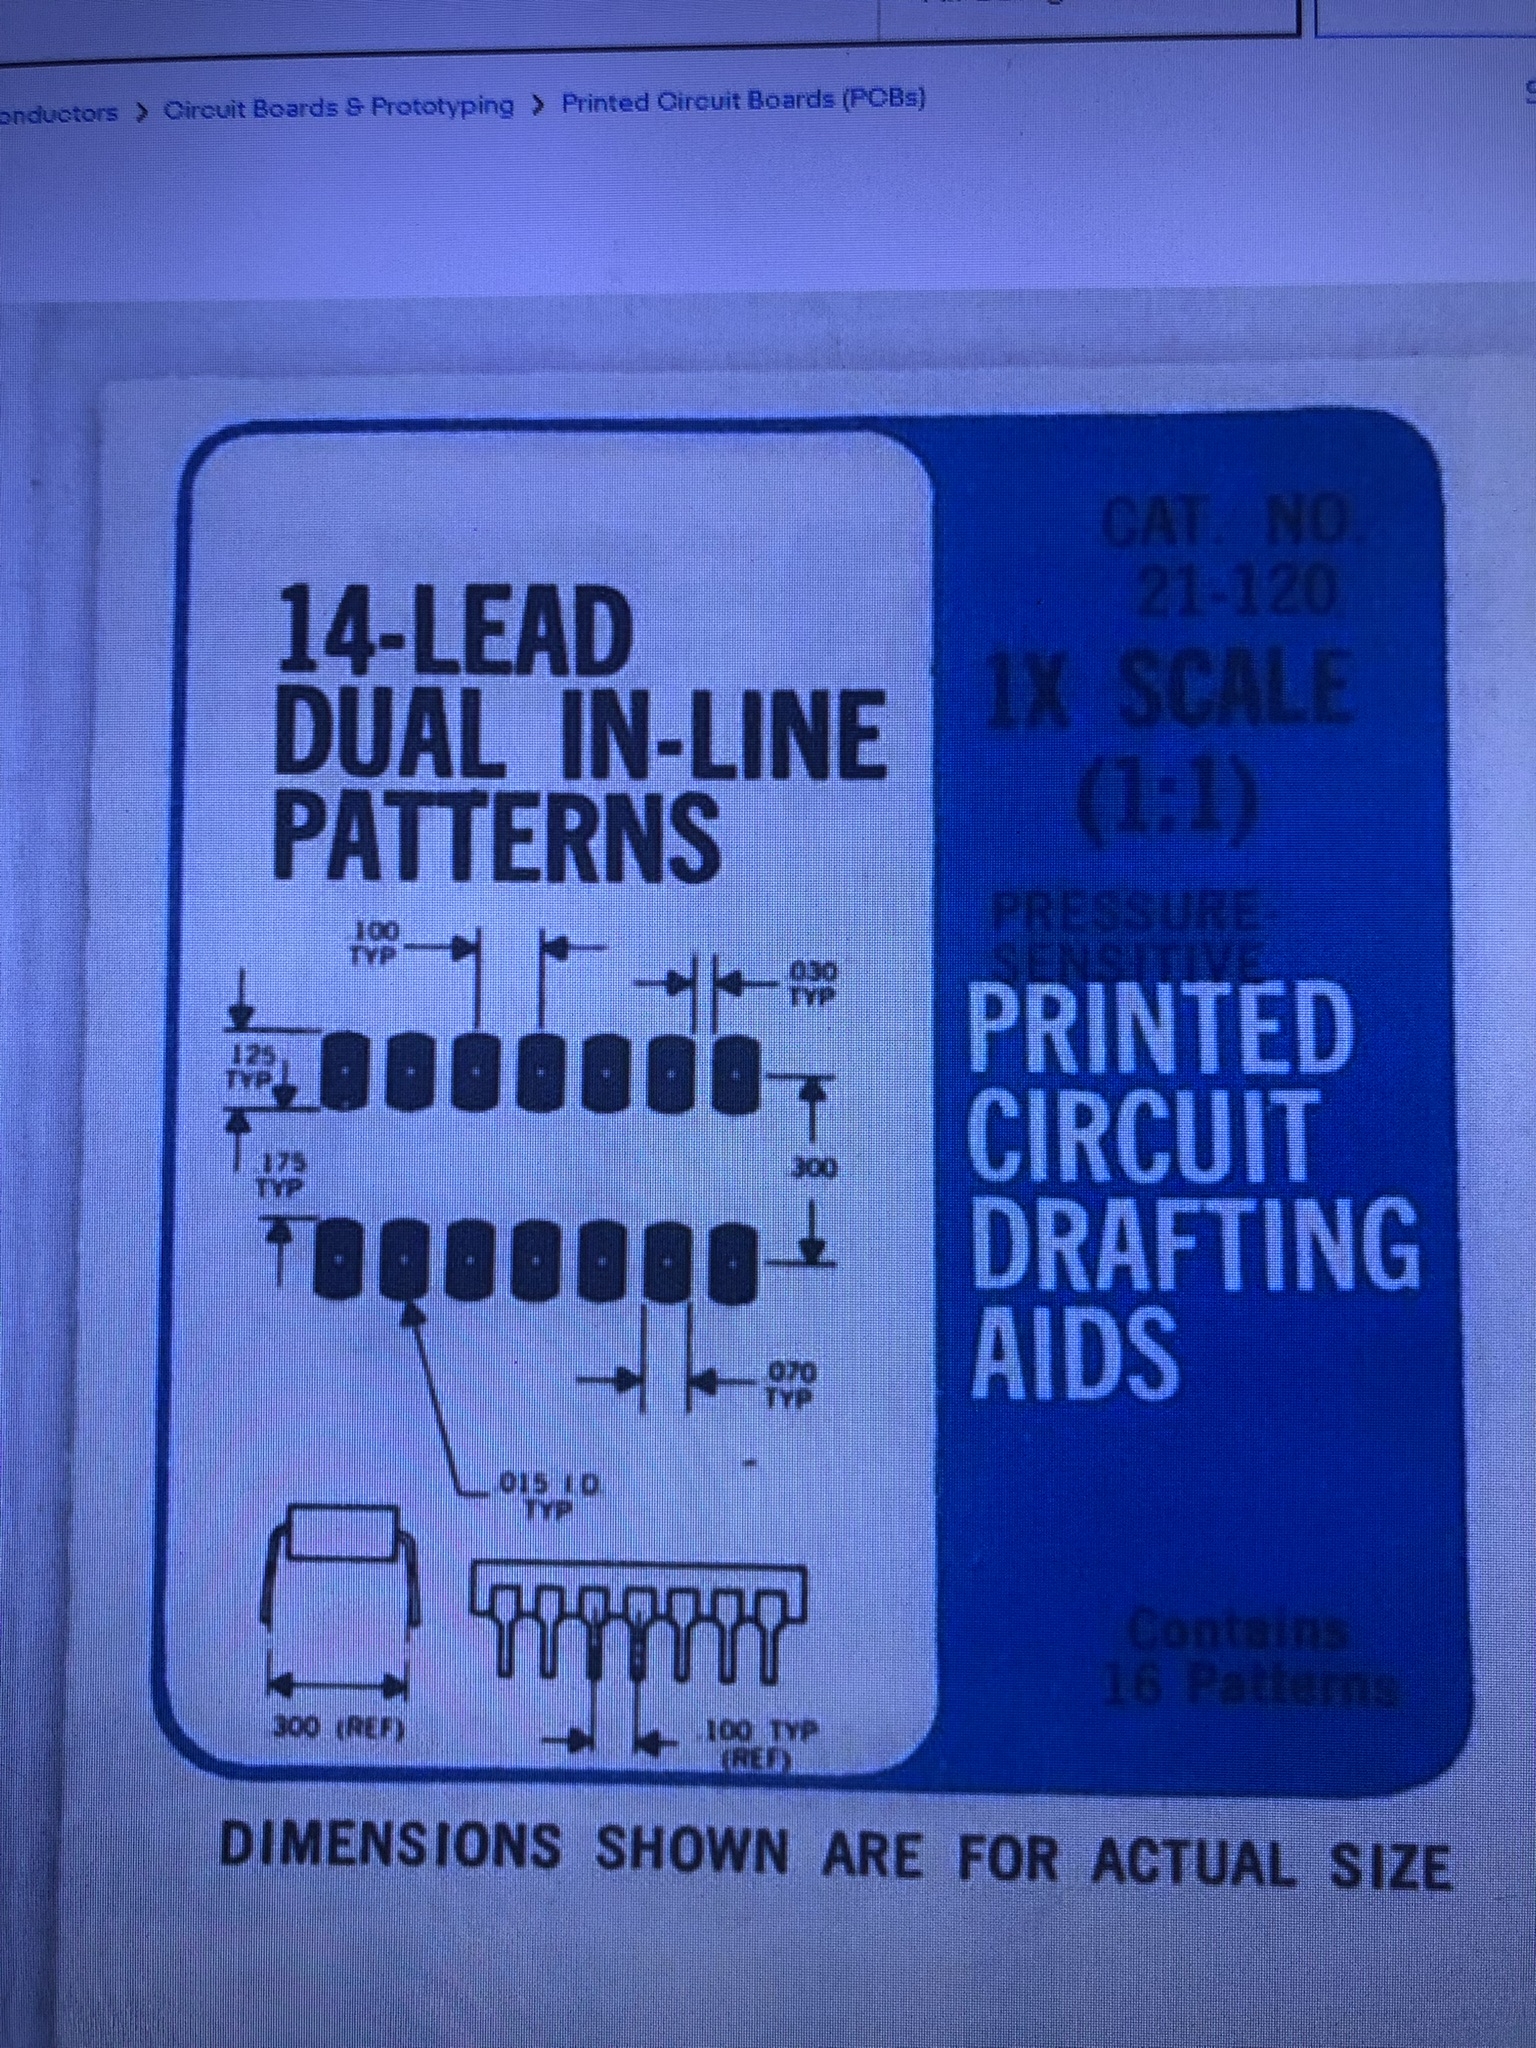 onductors > Circuit Boards & Prototyping > Printed Circuit Boards (PCBs)
14-LEAD
DUAL IN-LINE
PATTERNS
.100
TYP
.030
TYP
.125
TYP
.175
TYP
.300
.070
TYP
.015 I.D.
TYP
.300 (REF)
.100 TYP
(REF)
CAT. NO.
21-120
1X SCALE
(1:1)
PRESSURE-
SENSITIVE
PRINTED
CIRCUIT
DRAFTING
AIDS
Contains
16 Patterns
DIMENSIONS SHOWN ARE FOR ACTUAL SIZE